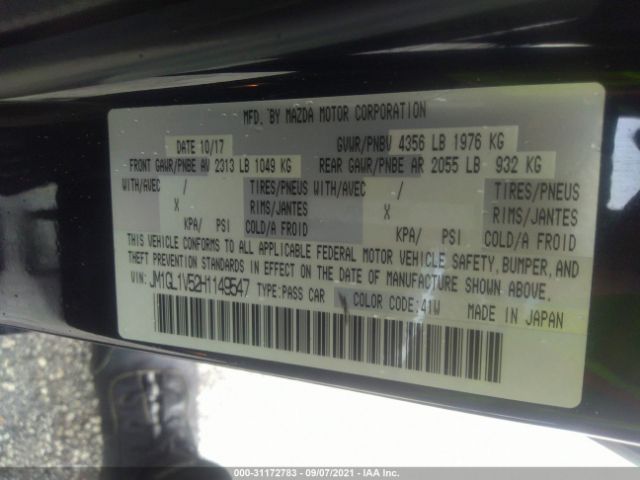 MFD. BY MAZDA MOTOR CORPORATION
DATE 10/17 GVWR/PNBV 4356 LB 1976 KG
FRONT GAWR/PNBE AV 2313 LB 1049 KG REAR GAWR/PNBE AR 2055 LB 932 KG
WITH/AVEC / TIRES/PNEUS WITH/AVEC / TIRES/PNEUS
X RIMS/JANTES X RIMS/JANTES
KPA/ PSI COLD/A FROID KPA/ PSI COLD/A FROID
THIS VEHICLE CONFORMS TO ALL APPLICABLE FEDERAL MOTOR VEHICLE SAFETY, BUMPER, AND
THEFT PREVENTION STANDARDS IN EFFECT ON THE DATE OF MANUFACTURE SHOWN ABOVE.
VIN: JM1GL1V52H1149547 TYPE:PASS CAR COLOR CODE:41W MADE IN JAPAN
000-31172783 - 09/07/2021 - IAA Inc.